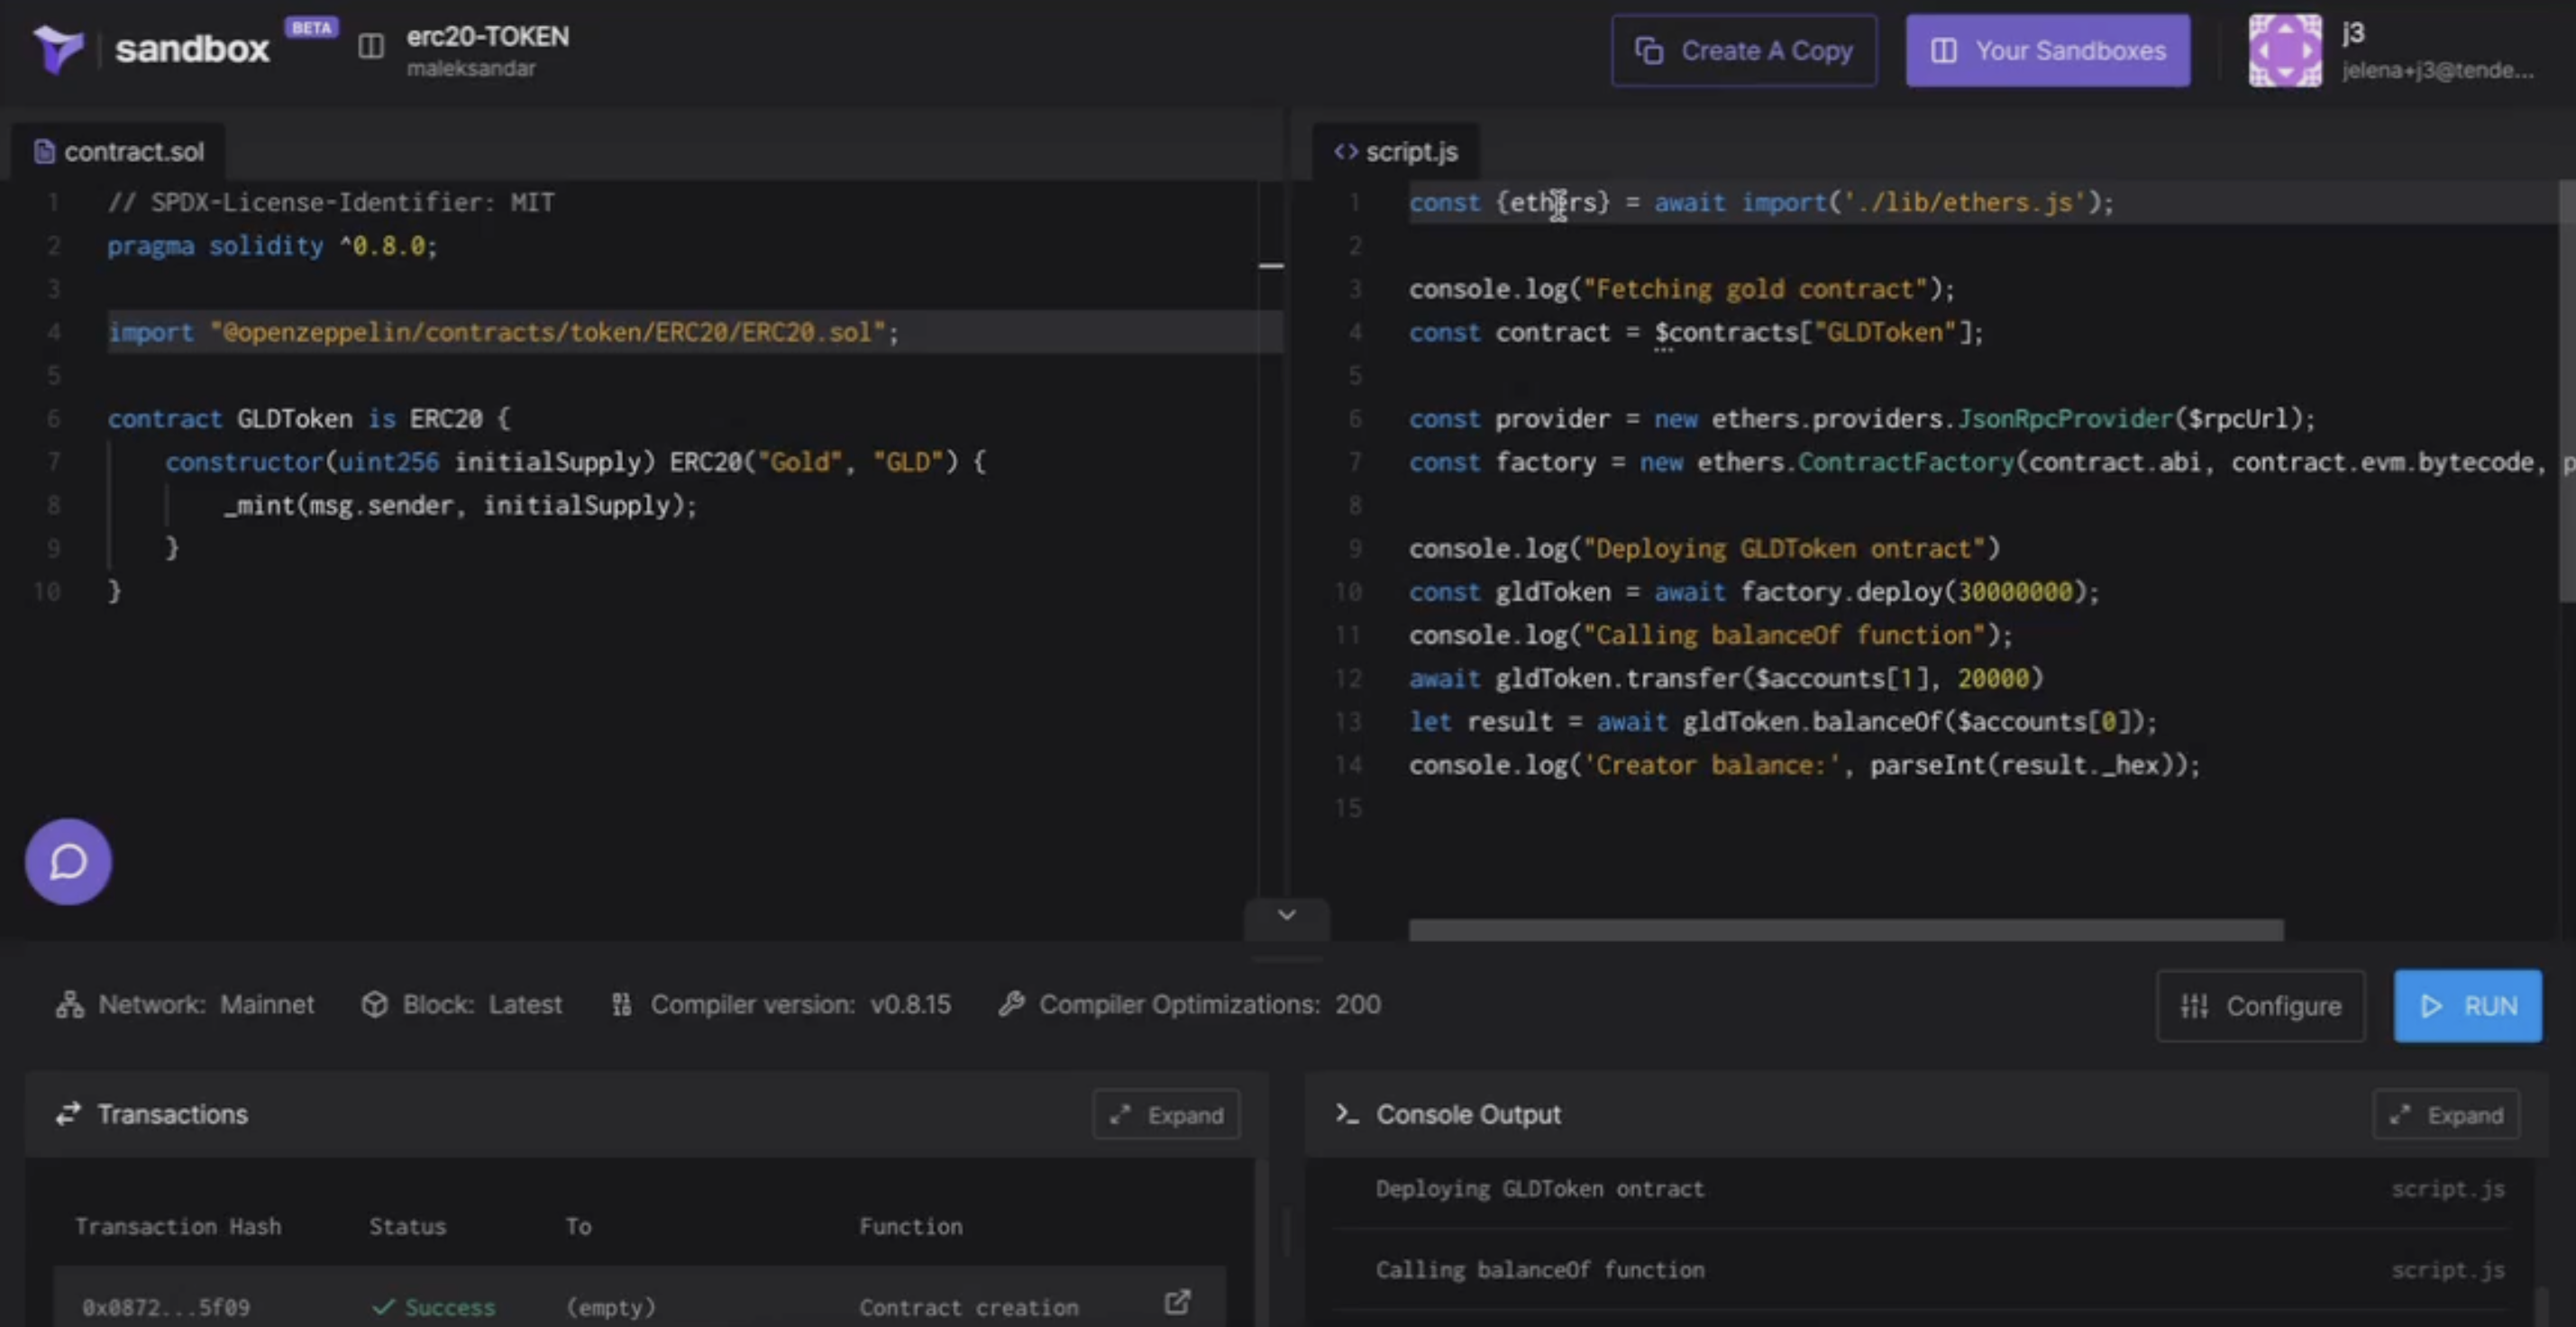 sandbox BETA
erc20-TOKEN
maleksandar
Create A Copy
Your Sandboxes
j3
jelena+j3@tende...
contract.sol
1 // SPDX-License-Identifier: MIT
2 pragma solidity ^0.8.0;
3
4 import "@openzeppelin/contracts/token/ERC20/ERC20.sol";
5
6 contract GLDToken is ERC20 {
7 constructor(uint256 initialSupply) ERC20("Gold", "GLD") {
8 _mint(msg.sender, initialSupply);
9 }
10 }
script.js
1 const {ethers} = await import('./lib/ethers.js');
2
3 console.log("Fetching gold contract");
4 const contract = $contracts["GLDToken"];
5
6 const provider = new ethers.providers.JsonRpcProvider($rpcUrl);
7 const factory = new ethers.ContractFactory(contract.abi, contract.evm.bytecode, p
8
9 console.log("Deploying GLDToken ontract")
10 const gldToken = await factory.deploy(30000000);
11 console.log("Calling balanceOf function");
12 await gldToken.transfer($accounts[1], 20000)
13 let result = await gldToken.balanceOf($accounts[0]);
14 console.log('Creator balance:', parseInt(result._hex));
15
Network: Mainnet
Block: Latest
Compiler version: v0.8.15
Compiler Optimizations: 200
Configure
RUN
Transactions
Expand
Transaction Hash Status To Function
0x0872...5f09 Success (empty) Contract creation
Console Output
Expand
Deploying GLDToken ontract script.js
Calling balanceOf function script.js